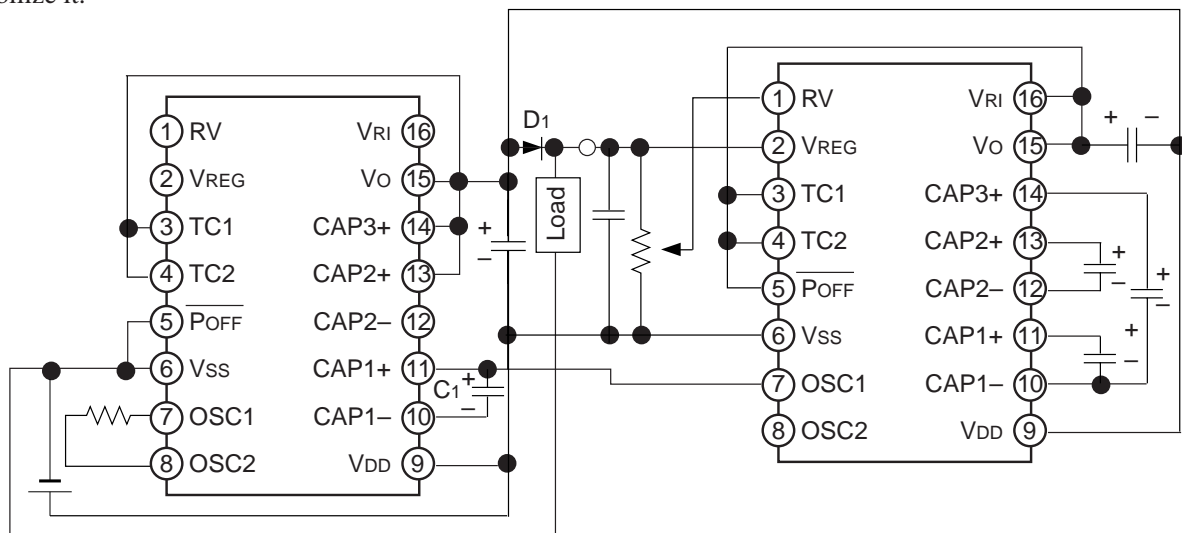 D1
Load
C1
+
–
1 RV
2 VREG
3 TC1
4 TC2
5 POFF
6 VSS
7 OSC1
8 OSC2
VRI 16
VO 15
CAP3+ 14
CAP2+ 13
CAP2– 12
CAP1+ 11
CAP1– 10
VDD 9
+
–
1 RV
2 VREG
3 TC1
4 TC2
5 POFF
6 VSS
7 OSC1
8 OSC2
VRI 16
VO 15
CAP3+ 14
CAP2+ 13
CAP2– 12
CAP1+ 11
CAP1– 10
VDD 9
+ –
+
–
+
–
+
–